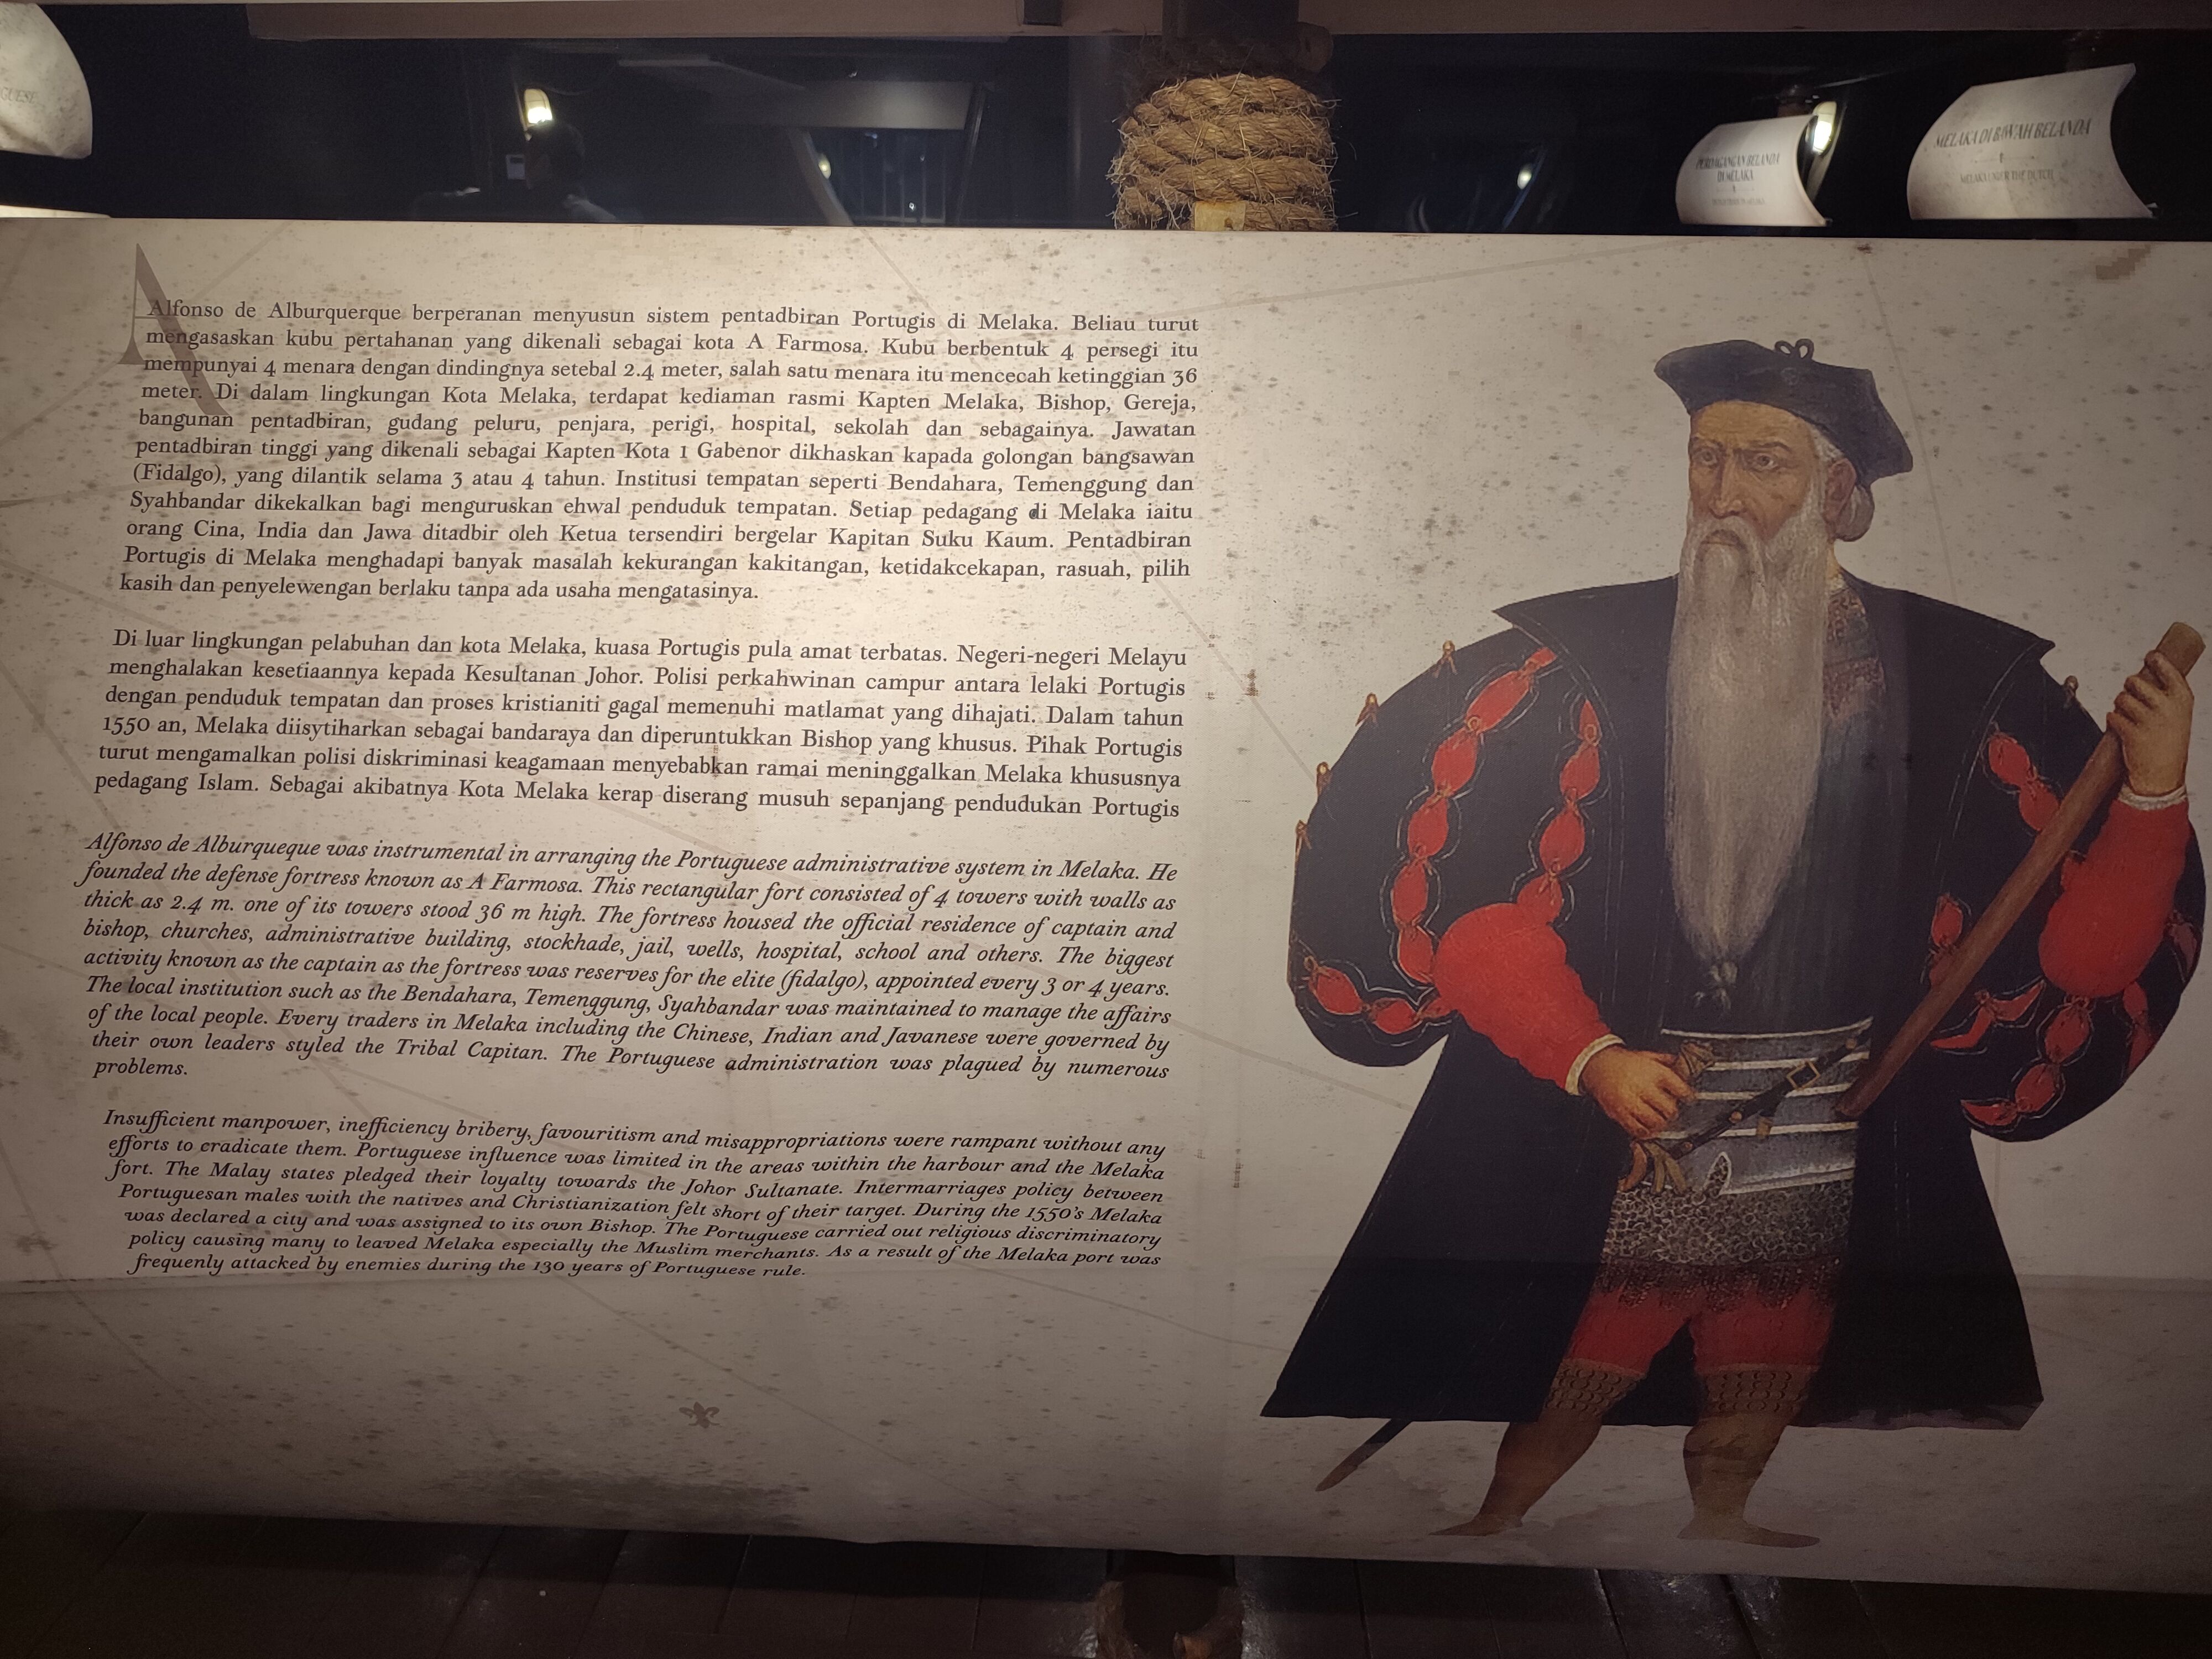 GUESE
PERDAGANGAN BELANDA
DI MELAKA
MELAKA DI BAWAH BELANDA
MELAKA UNDER THE DUTCH
A
Alfonso de Alburquerque berperanan menyusun sistem pentadbiran Portugis di Melaka. Beliau turut
mengasaskan kubu pertahanan yang dikenali sebagai kota A Farmosa. Kubu berbentuk 4 persegi itu
mempunyai 4 menara dengan dindingnya setebal 2.4 meter, salah satu menara itu mencecah ketinggian 36
meter. Di dalam lingkungan Kota Melaka, terdapat kediaman rasmi Kapten Melaka, Bishop, Gereja,
bangunan pentadbiran, gudang peluru, penjara, perigi, hospital, sekolah dan sebagainya. Jawatan
pentadbiran tinggi yang dikenali sebagai Kapten Kota 1 Gabenor dikhaskan kapada golongan bangsawan
(Fidalgo), yang dilantik selama 3 atau 4 tahun. Institusi tempatan seperti Bendahara, Temenggung dan
Syahbandar dikekalkan bagi menguruskan ehwal penduduk tempatan. Setiap pedagang di Melaka iaitu
orang Cina, India dan Jawa ditadbir oleh Ketua tersendiri bergelar Kapitan Suku Kaum. Pentadbiran
Portugis di Melaka menghadapi banyak masalah kekurangan kakitangan, ketidakcekapan, rasuah, pilih
kasih dan penyelewengan berlaku tanpa ada usaha mengatasinya.
Di luar lingkungan pelabuhan dan kota Melaka, kuasa Portugis pula amat terbatas. Negeri-negeri Melayu
menghalakan kesetiaannya kepada Kesultanan Johor. Polisi perkahwinan campur antara lelaki Portugis
dengan penduduk tempatan dan proses kristianiti gagal memenuhi matlamat yang dihajati. Dalam tahun
1550 an, Melaka diisytiharkan sebagai bandaraya dan diperuntukkan Bishop yang khusus. Pihak Portugis
turut mengamalkan polisi diskriminasi keagamaan menyebabkan ramai meninggalkan Melaka khususnya
pedagang Islam. Sebagai akibatnya Kota Melaka kerap diserang musuh sepanjang pendudukan Portugis
Alfonso de Alburqueque was instrumental in arranging the Portuguese administrative system in Melaka. He
founded the defense fortress known as A Farmosa. This rectangular fort consisted of 4 towers with walls as
thick as 2.4 m. one of its towers stood 36 m high. The fortress housed the official residence of captain and
bishop, churches, administrative building, stockhade, jail, wells, hospital, school and others. The biggest
activity known as the captain as the fortress was reserves for the elite (fidalgo), appointed every 3 or 4 years.
The local institution such as the Bendahara, Temenggung, Syahbandar was maintained to manage the affairs
of the local people. Every traders in Melaka including the Chinese, Indian and Javanese were governed by
their own leaders styled the Tribal Capitan. The Portuguese administration was plagued by numerous
problems.
Insufficient manpower, inefficiency bribery, favouritism and misappropriations were rampant without any
efforts to eradicate them. Portuguese influence was limited in the areas within the harbour and the Melaka
fort. The Malay states pledged their loyalty towards the Johor Sultanate. Intermarriages policy between
Portuguesan males with the natives and Christianization felt short of their target. During the 1550's Melaka
was declared a city and was assigned to its own Bishop. The Portuguese carried out religious discriminatory
policy causing many to leaved Melaka especially the Muslim merchants. As a result of the Melaka port was
frequenly attacked by enemies during the 130 years of Portuguese rule.